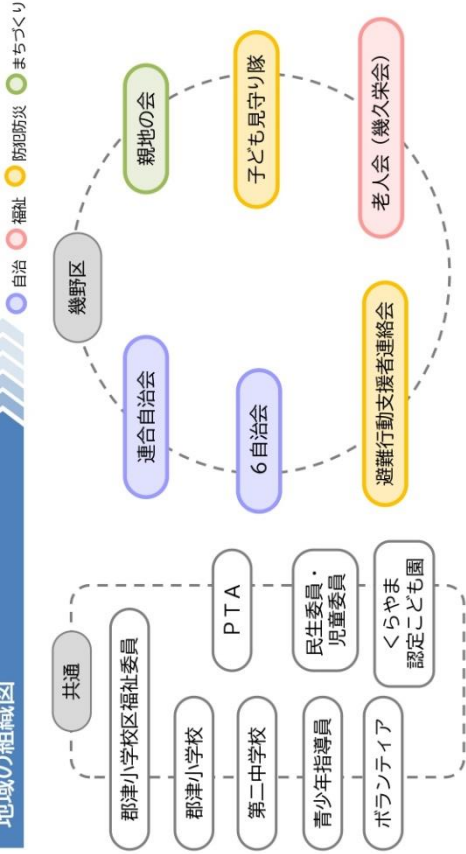 地域の組織図
自治
福祉
防犯防災
まちづくり
共通
郡津小学校区福祉委員
郡津小学校
PTA
第二中学校
青少年指導員
民生委員・
児童委員
ボランティア
くらやま
認定こども園
幾野区
連合自治会
親地の会
6自治会
子ども見守り隊
避難行動支援者連絡会
老人会（幾久栄会）